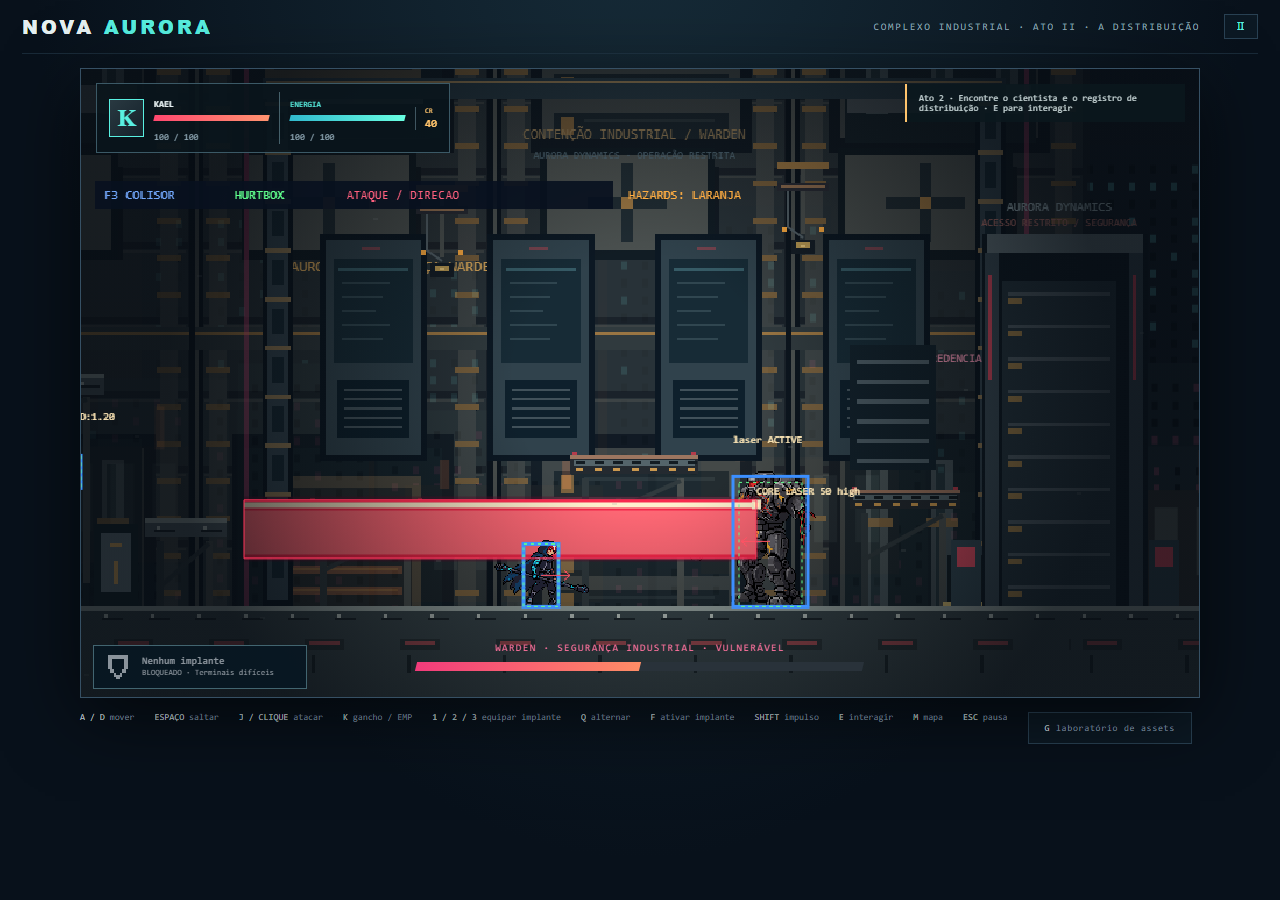 NOVA AURORA
COMPLEXO INDUSTRIAL · ATO II · A DISTRIBUIÇÃO
II
K
KAEL
100 / 100
ENERGIA
100 / 100
CR
40
Ato 2 · Encontre o cientista e o registro de
distribuição · E para interagir
CONTENÇÃO INDUSTRIAL / WARDEN
AURORA DYNAMICS · OPERAÇÃO RESTRITA
F3 COLISOR
HURTBOX
ATAQUE / DIRECAO
HAZARDS: LARANJA
AURORA DYNAMICS
ACESSO RESTRITO · SEGURANÇA
AURO
WARDE
EDENCIA
D:1.20
laser ACTIVE
CORE LASER 50 high
WARDEN · SEGURANÇA INDUSTRIAL · VULNERÁVEL
Nenhum implante
BLOQUEADO · Terminais difíceis
A / D mover
ESPAÇO saltar
J / CLIQUE atacar
K gancho / EMP
1 / 2 / 3 equipar implante
Q alternar
F ativar implante
SHIFT impulso
E interagir
M mapa
ESC pausa
G laboratório de assets